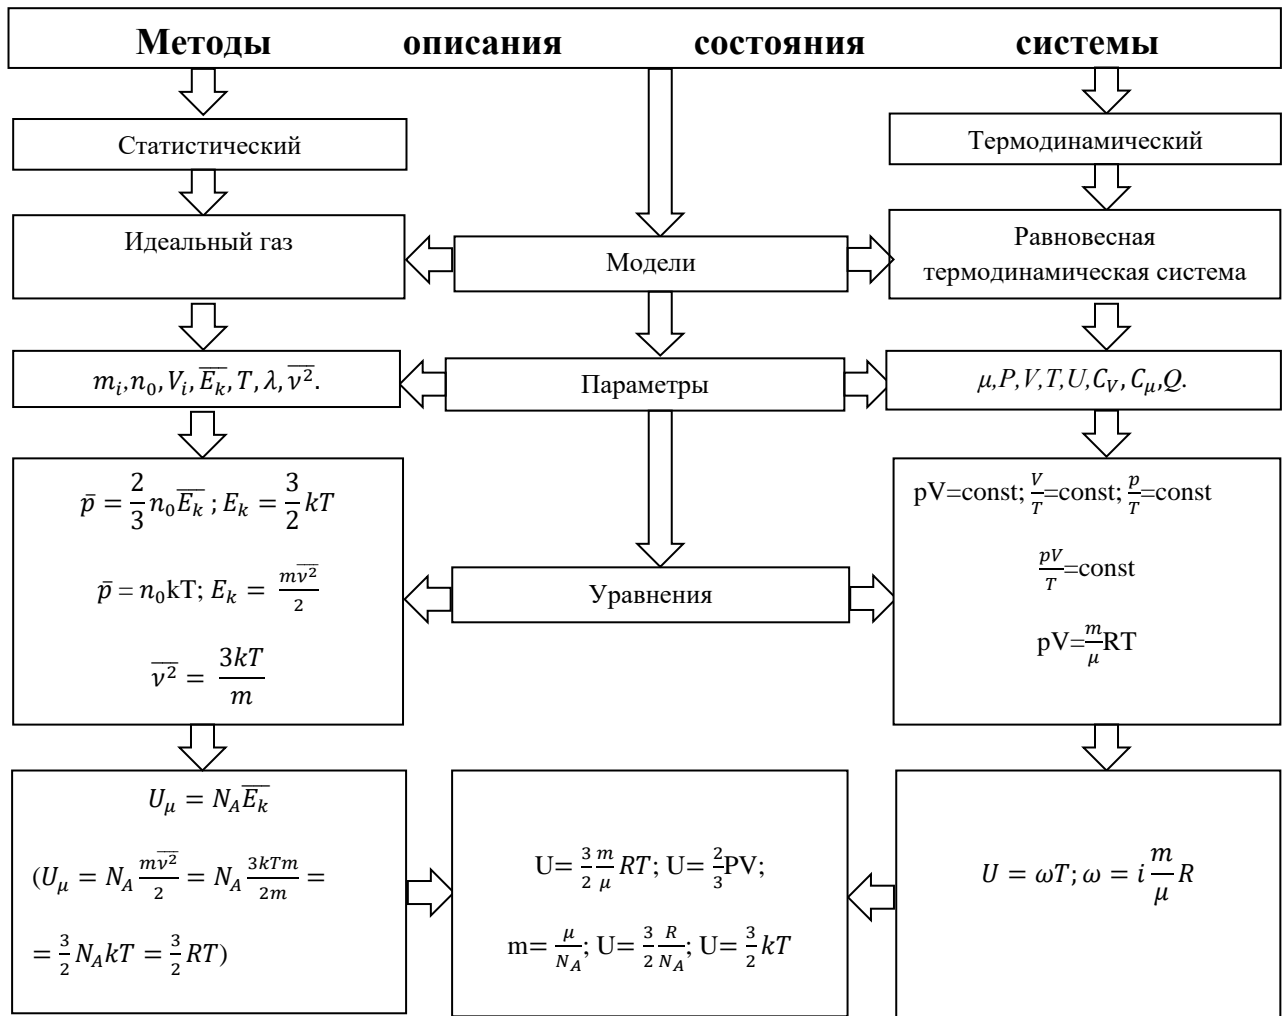 Методы описания состояния системы
Статистический
Термодинамический
Идеальный газ
Модели
Равновесная
термодинамическая система
m_i, n_0, V_i, \overline{E_k}, T, λ, \overline{v^2}.
Параметры
μ, P, V, T, U, C_V, C_μ, Q.
\bar{p} = \frac{2}{3} n_0 \overline{E_k} ; E_k = \frac{3}{2} kT
\bar{p} = n_0 kT; E_k = \frac{m\overline{v^2}}{2}
\overline{v^2} = \frac{3kT}{m}
Уравнения
pV=const; \frac{V}{T}=const; \frac{p}{T}=const
\frac{pV}{T}=const
pV=\frac{m}{μ}RT
U_μ = N_A \overline{E_k}
(U_μ = N_A \frac{m\overline{v^2}}{2} = N_A \frac{3kTm}{2m} =
= \frac{3}{2} N_A kT = \frac{3}{2} RT)
U= \frac{3}{2} \frac{m}{μ} RT; U= \frac{2}{3} PV;
m= \frac{μ}{N_A}; U= \frac{3}{2} \frac{R}{N_A}; U= \frac{3}{2} kT
U = ωT; ω = i \frac{m}{μ} R